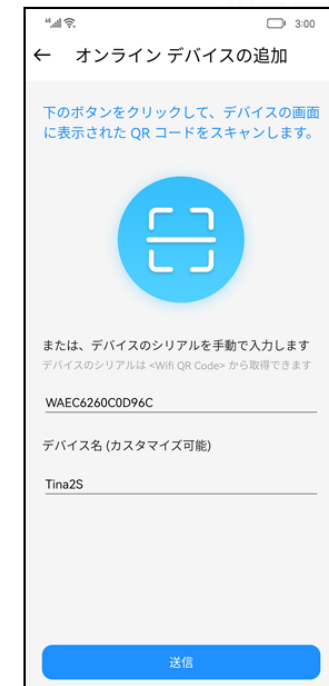 3:00
← オンライン デバイスの追加
下のボタンをクリックして、デバイスの画面
に表示された QR コードをスキャンします。
または、デバイスのシリアルを手動で入力します
デバイスのシリアルは <Wifi QR Code> から取得できます
WAEC6260C0D96C
デバイス名 (カスタマイズ可能)
Tina2S
送信